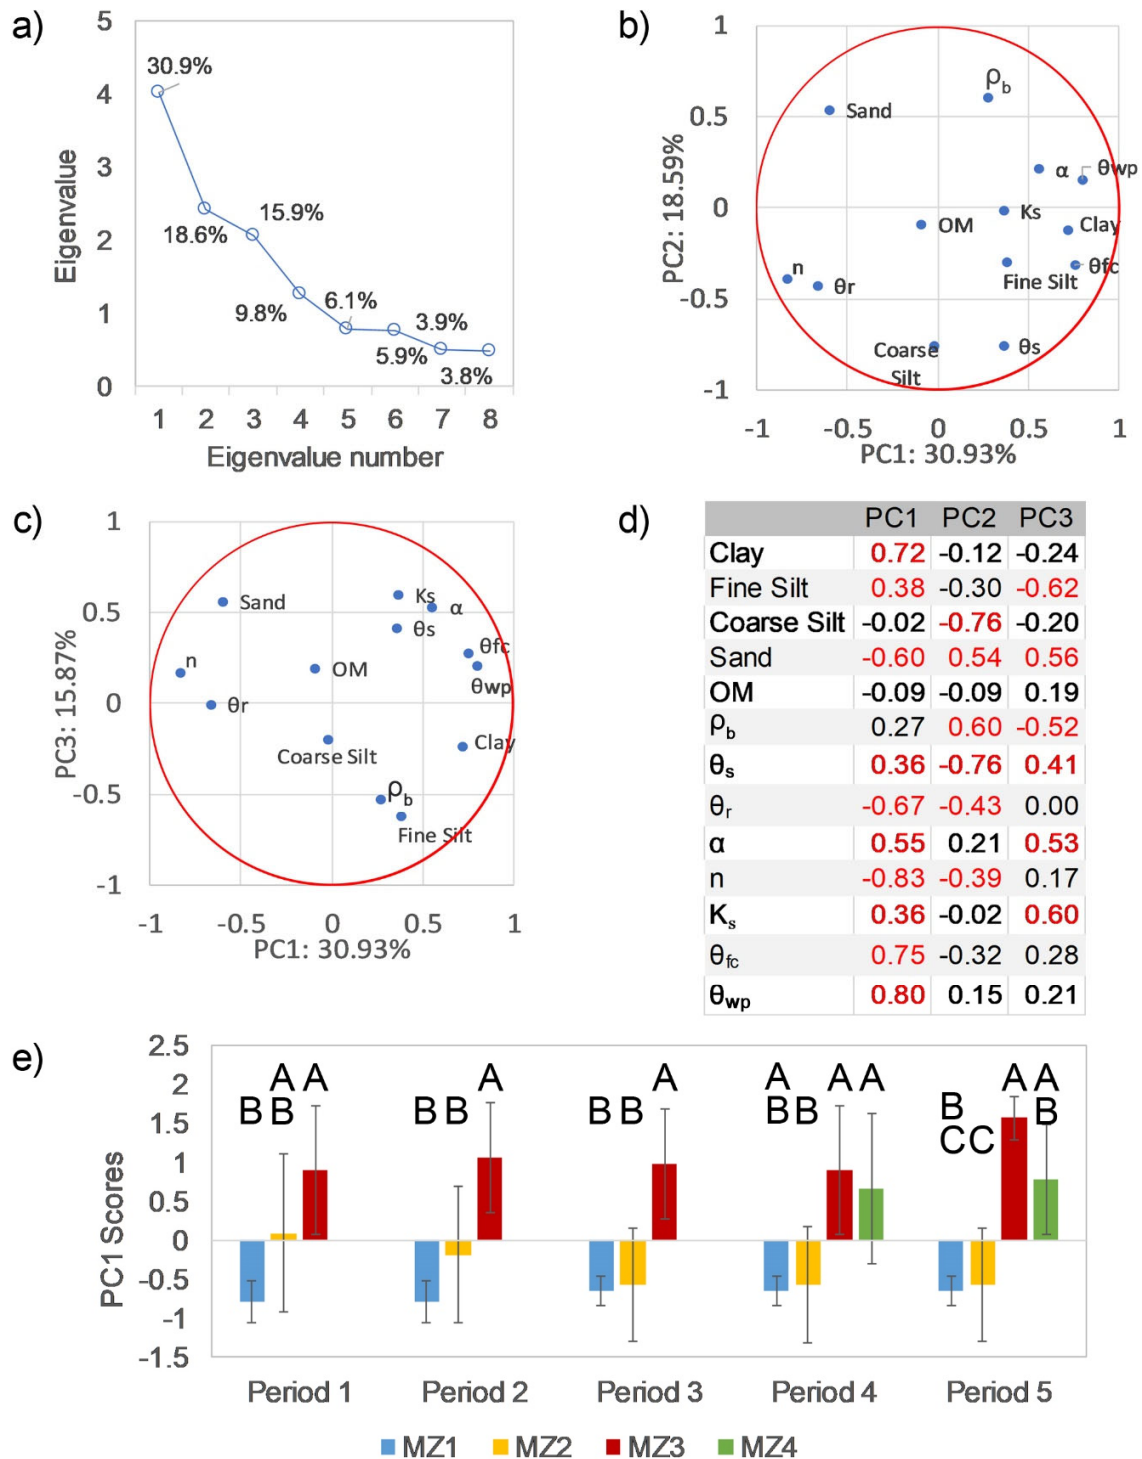 a)
5
4
3
2
1
0
Eigenvalue
30.9%
18.6%
15.9%
9.8%
6.1%
5.9%
3.9%
3.8%
1 2 3 4 5 6 7 8
Eigenvalue number
b)
1
0.5
0
-0.5
-1
PC2: 18.59%
ρb
Sand
α
θwp
Ks
OM
Clay
n
θr
Fine Silt
θfc
Coarse
Silt
θs
-1 -0.5 0 0.5 1
PC1: 30.93%
c)
1
0.5
0
-0.5
-1
PC3: 15.87%
Sand
Ks
α
θs
n
OM
θfc
θwp
θr
Coarse Silt
Clay
ρb
Fine Silt
-1 -0.5 0 0.5 1
PC1: 30.93%
d)
PC1 PC2 PC3
Clay 0.72 -0.12 -0.24
Fine Silt 0.38 -0.30 -0.62
Coarse Silt -0.02 -0.76 -0.20
Sand -0.60 0.54 0.56
OM -0.09 -0.09 0.19
ρb 0.27 0.60 -0.52
θs 0.36 -0.76 0.41
θr -0.67 -0.43 0.00
α 0.55 0.21 0.53
n -0.83 -0.39 0.17
Ks 0.36 -0.02 0.60
θfc 0.75 -0.32 0.28
θwp 0.80 0.15 0.21
e)
2.5
2
1.5
1
0.5
0
-0.5
-1
-1.5
PC1 Scores
A A A A A A A A
B B B B B B B B B B
C C
Period 1 Period 2 Period 3 Period 4 Period 5
MZ1 MZ2 MZ3 MZ4